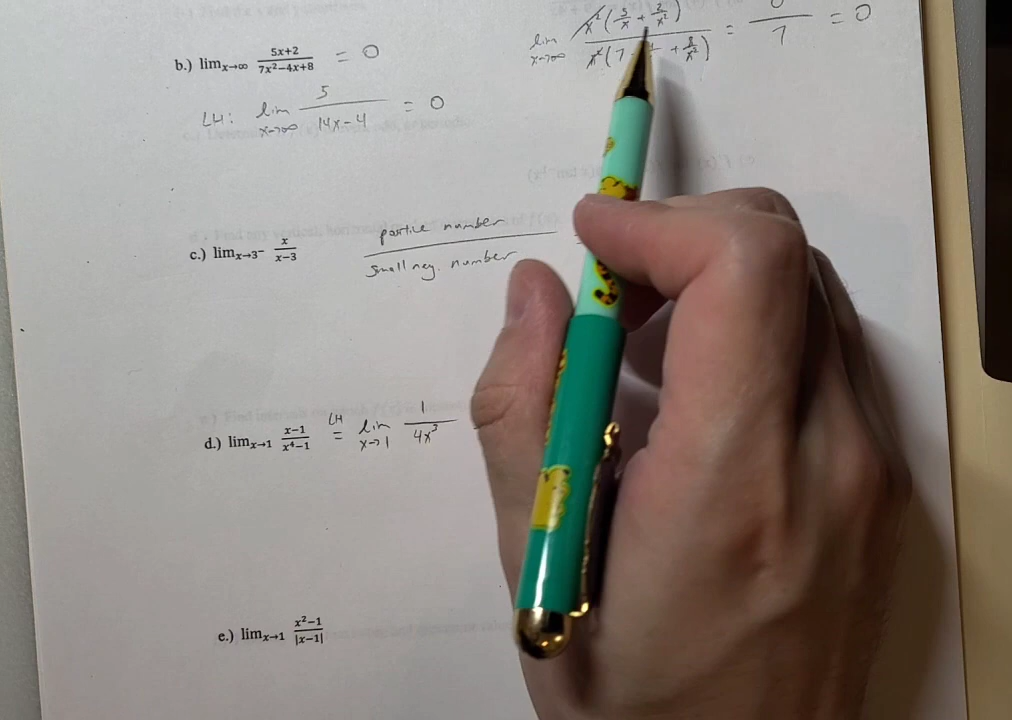 b.) lim x→∞ 5x+2 / 7x²−4x+8 = 0
lim x→∞ x²(5/x + 2/x²) / x²(7 − + 8/x²) = 0/7 = 0
LH: lim x→∞ 5 / 14x−4 = 0
c.) lim x→3⁻ x / x−3
positive number / small neg. number
d.) lim x→1 x−1 / x⁴−1 LH = lim x→1 1 / 4x³
e.) lim x→1 x²−1 / |x−1|